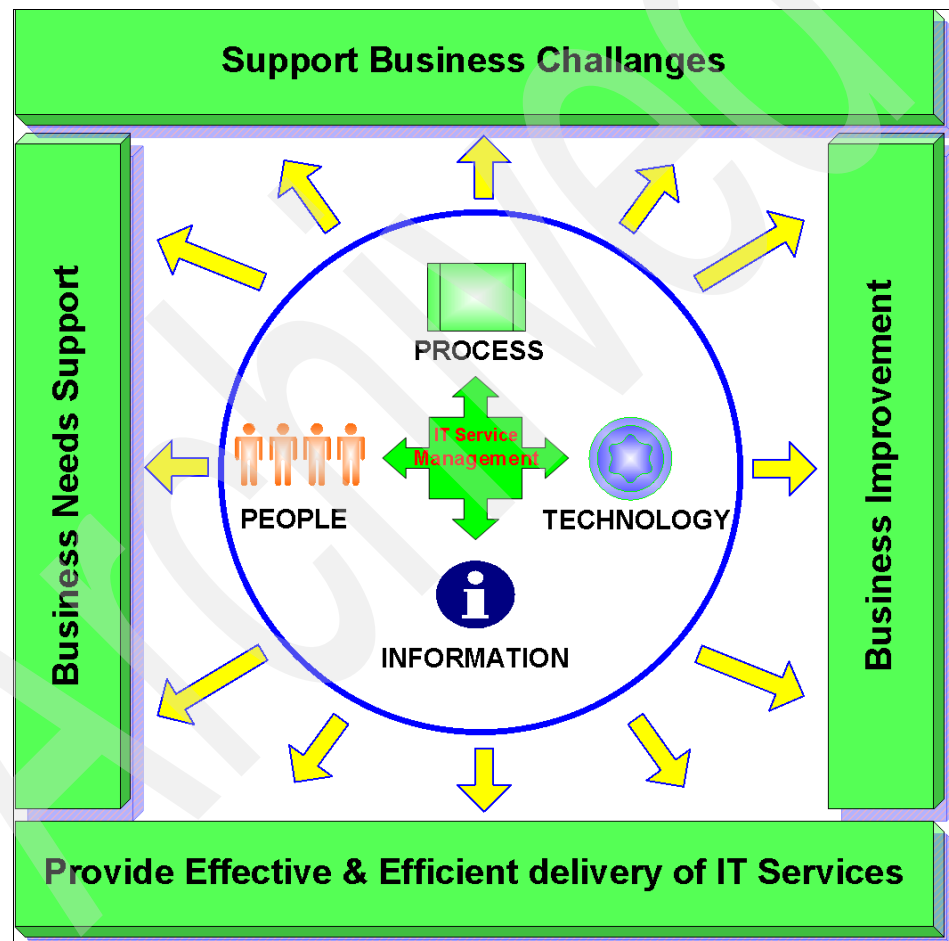 Support Business Challanges
Business Needs Support
PROCESS
IT Service
Management
PEOPLE
TECHNOLOGY
INFORMATION
Business Improvement
Provide Effective & Efficient delivery of IT Services
Archived